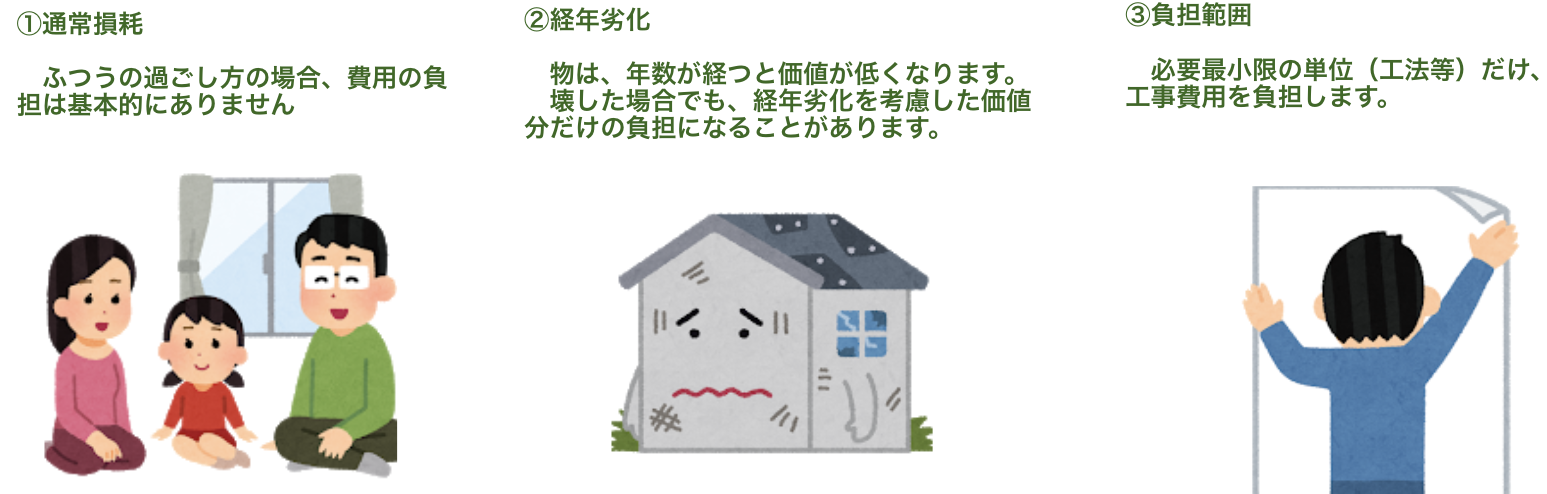 ①通常損耗
　ふつうの過ごし方の場合、費用の負
担は基本的にありません
②経年劣化
　物は、年数が経つと価値が低くなります。
　壊した場合でも、経年劣化を考慮した価値
分だけの負担になることがあります。
③負担範囲
　必要最小限の単位（工法等）だけ、
工事費用を負担します。